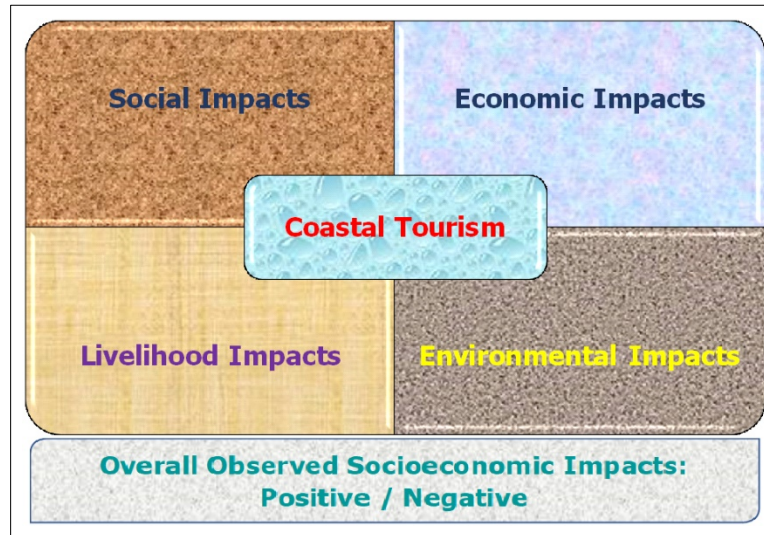 Social Impacts
Economic Impacts
Coastal Tourism
Livelihood Impacts
Environmental Impacts
Overall Observed Socioeconomic Impacts:
Positive / Negative